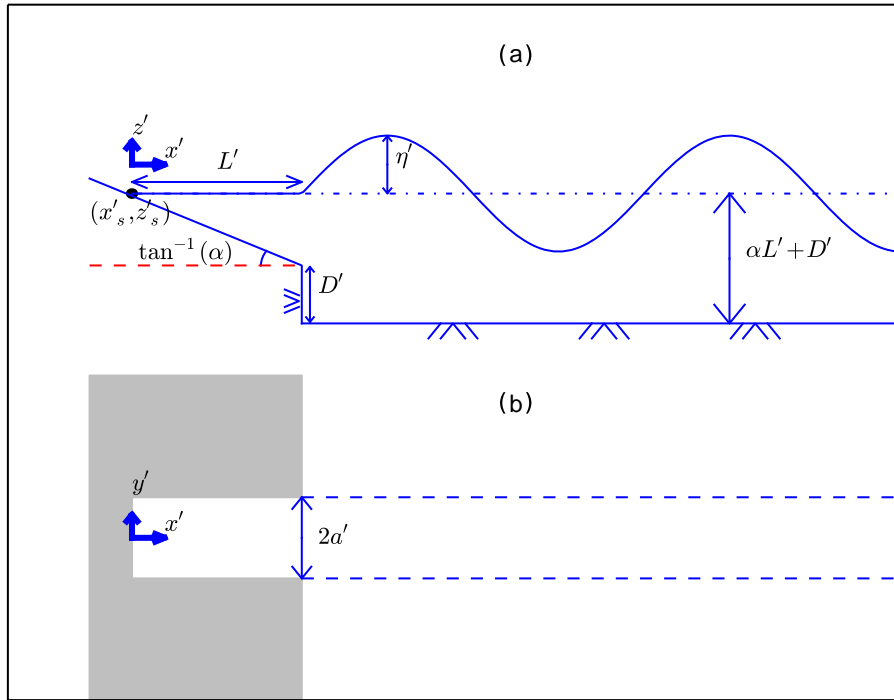 (a)
z′
x′
L′
η′
(x′ₛ,z′ₛ)
tan⁻¹(α)
αL′+D′
D′
(b)
y′
x′
2a′